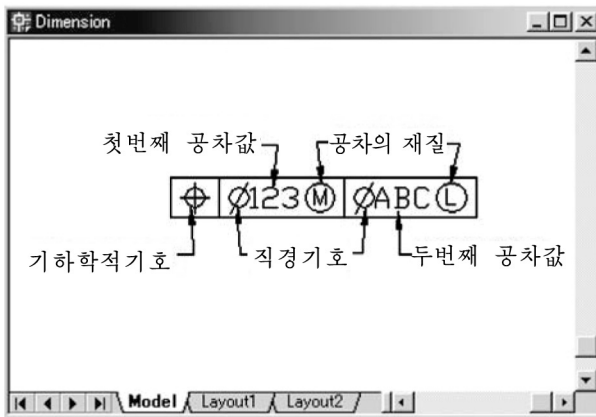 Dimension
첫번째 공차값 공차의 재질
⌖ Ø123Ⓜ ØABCⓁ
기하학적기호 직경기호 두번째 공차값
Model Layout1 Layout2